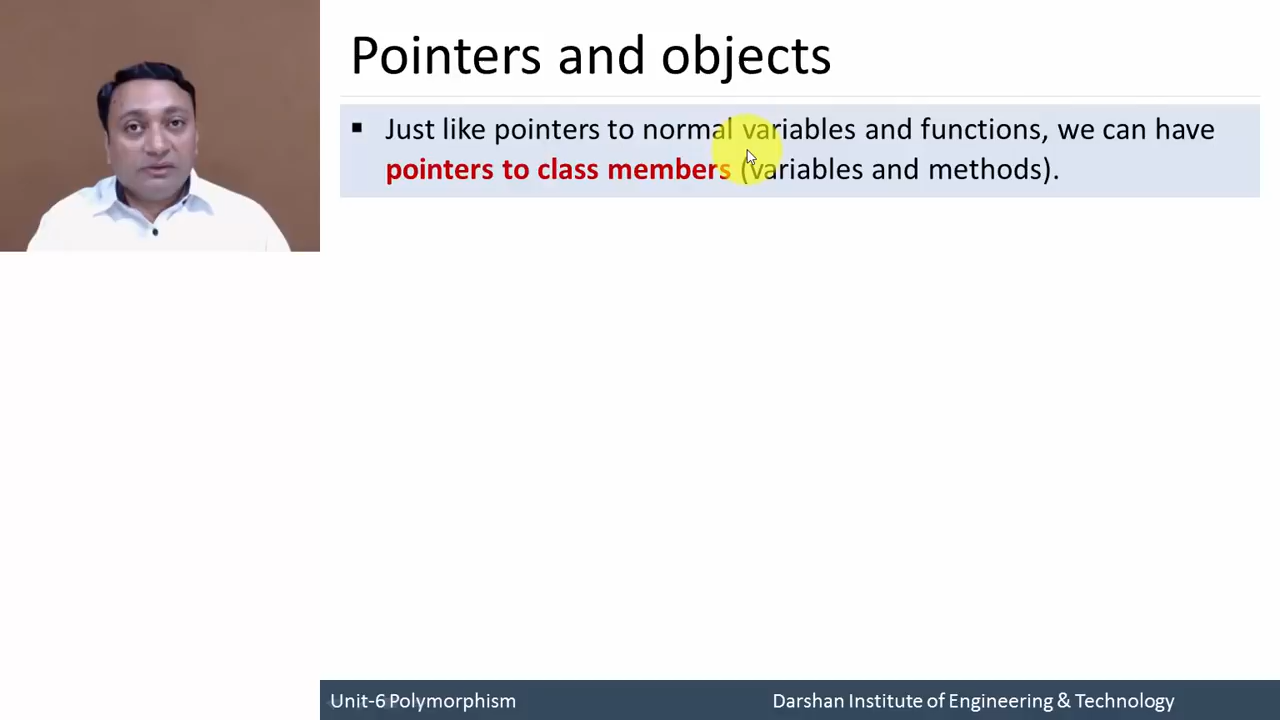 Pointers and objects
▪ Just like pointers to normal variables and functions, we can have
pointers to class members (variables and methods).
Unit-6 Polymorphism
Darshan Institute of Engineering & Technology